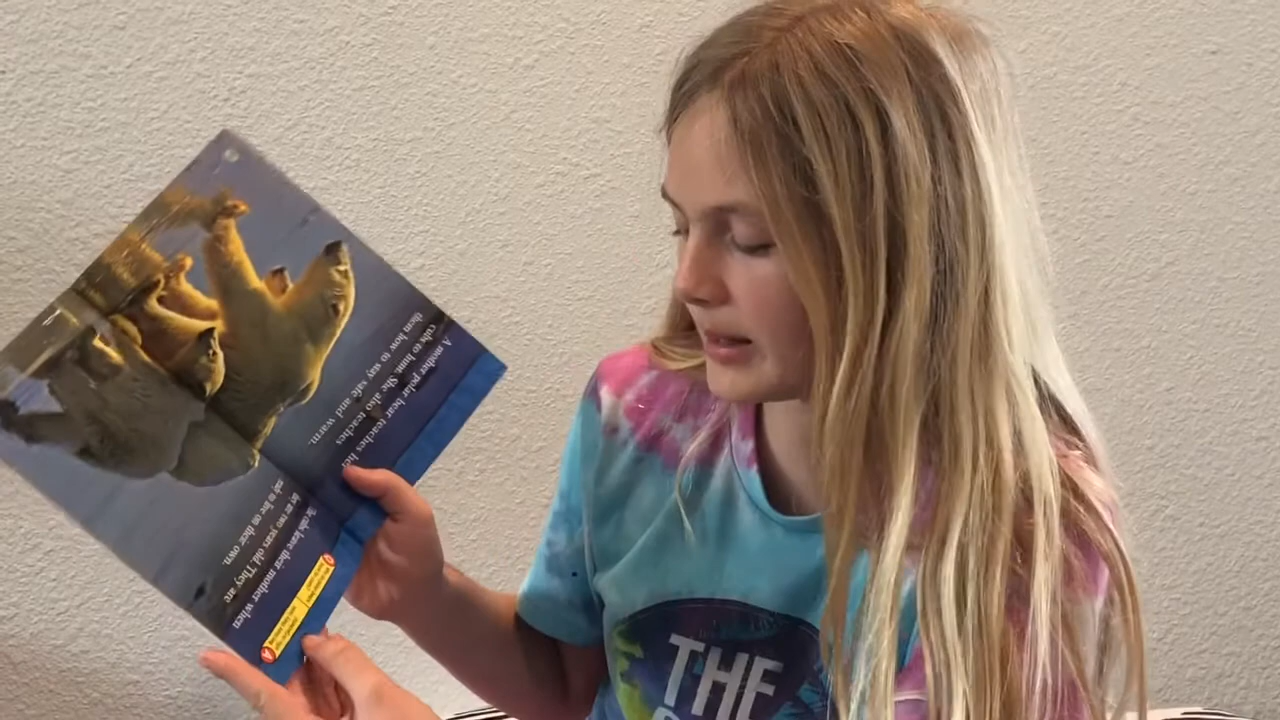 A mother polar bear teaches her
cubs to hunt. She also teaches
them how to stay safe and warm.
The cubs leave their mother when
they are two years old. They are
able to live on their own.
THE